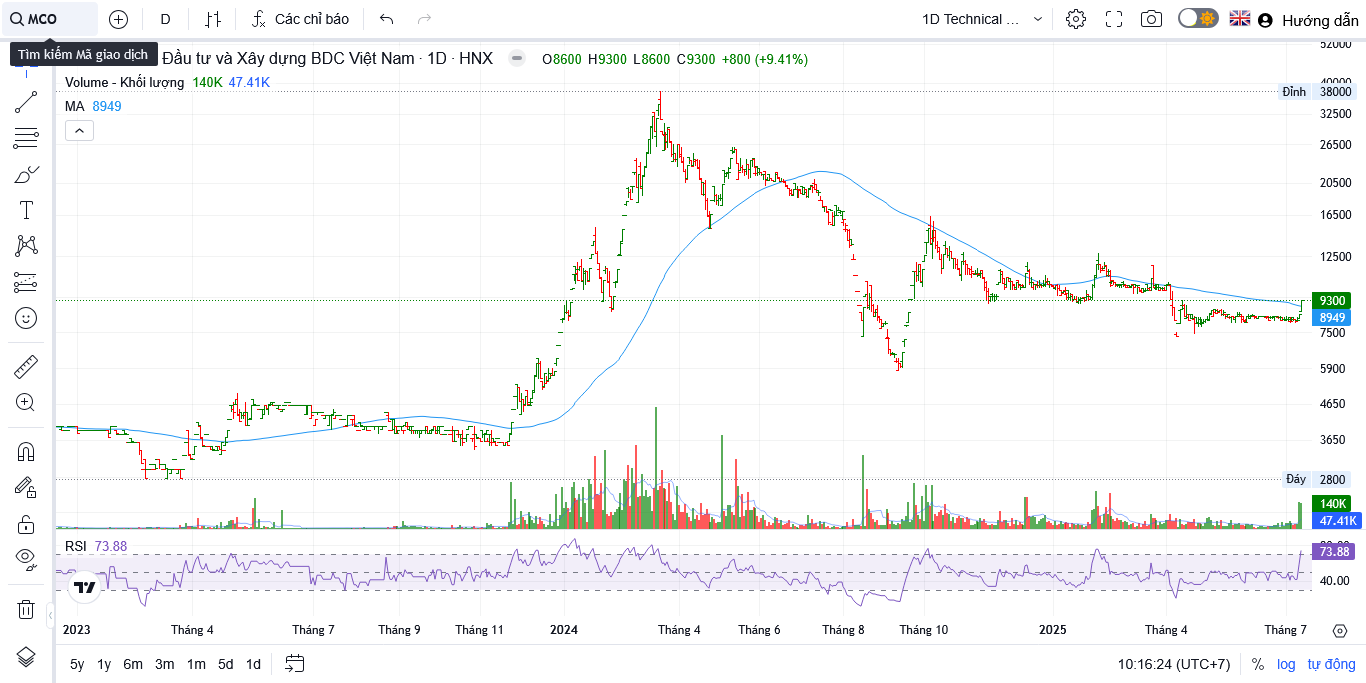 MCO
D
Các chỉ báo
1D Technical ...
Hướng dẫn
Tìm kiếm Mã giao dịch
Đầu tư và Xây dựng BDC Việt Nam · 1D · HNX
O8600 H9300 L8600 C9300 +800 (+9.41%)
Volume - Khối lượng 140K 47.41K
MA 8949
52000
40000
Đỉnh 38000
32500
26500
20500
16500
12500
9300
8949
7500
5900
4650
3650
Đáy 2800
140K
47.41K
RSI 73.88
73.88
40.00
2023 Tháng 4 Tháng 7 Tháng 9 Tháng 11 2024 Tháng 4 Tháng 6 Tháng 8 Tháng 10 2025 Tháng 4 Tháng 7
5y 1y 6m 3m 1m 5d 1d
10:16:24 (UTC+7) % log tự động